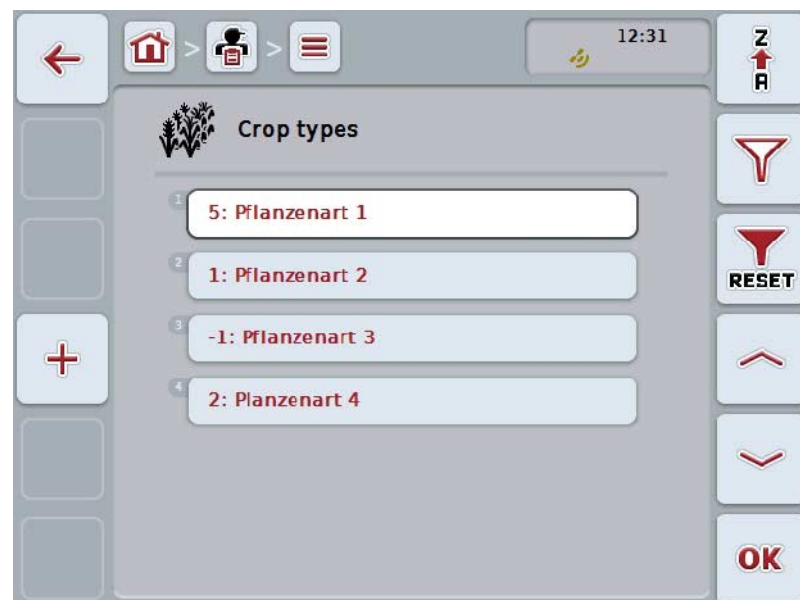 > >
12:31
Z
A
Crop types
1
5: Pflanzenart 1
2
1: Pflanzenart 2
RESET
3
-1: Pflanzenart 3
4
2: Planzenart 4
OK